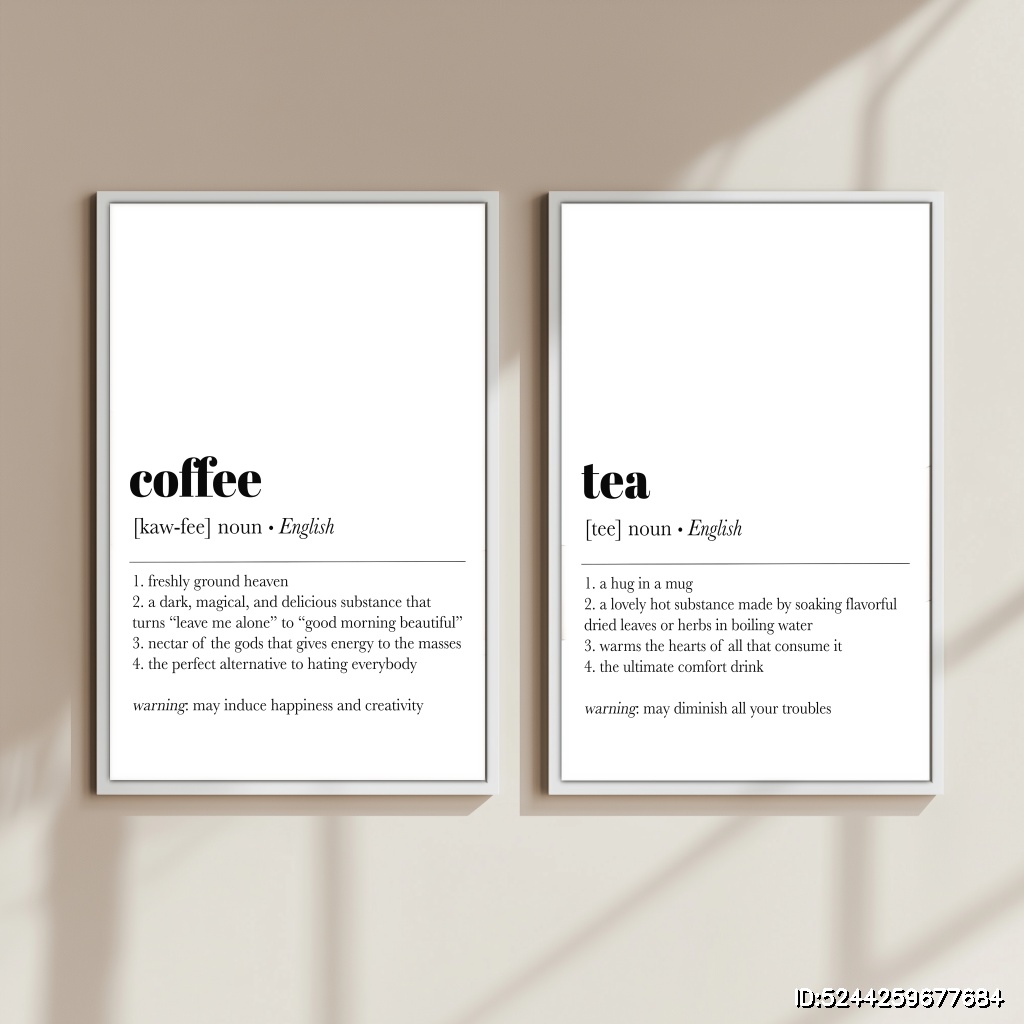 coffee
[kaw-fee] noun • English
1. freshly ground heaven
2. a dark, magical, and delicious substance that
turns “leave me alone” to “good morning beautiful”
3. nectar of the gods that gives energy to the masses
4. the perfect alternative to hating everybody
warning: may induce happiness and creativity
tea
[tee] noun • English
1. a hug in a mug
2. a lovely hot substance made by soaking flavorful
dried leaves or herbs in boiling water
3. warms the hearts of all that consume it
4. the ultimate comfort drink
warning: may diminish all your troubles
ID:5244259677684